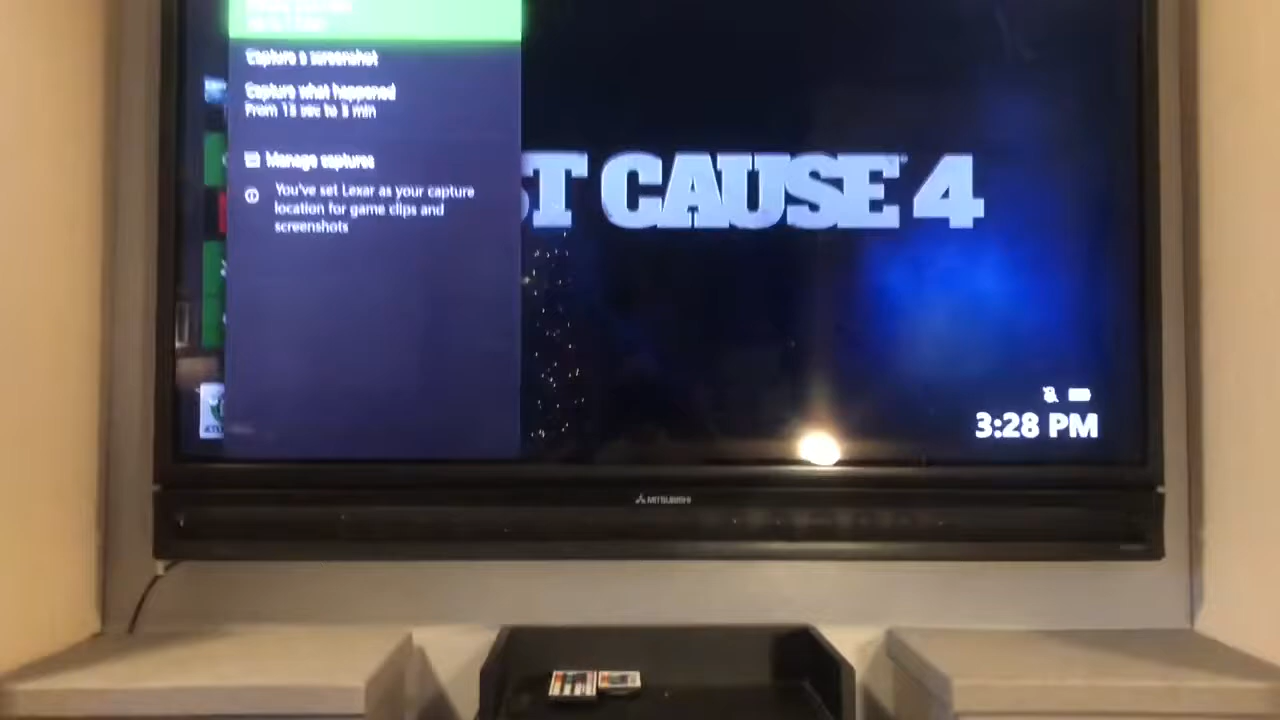 Capture a screenshot
Capture what happened
From 15 sec to 3 min
Manage captures
You've set Lexar as your capture
location for game clips and
screenshots
ST CAUSE 4
3:28 PM
MITSUBISHI